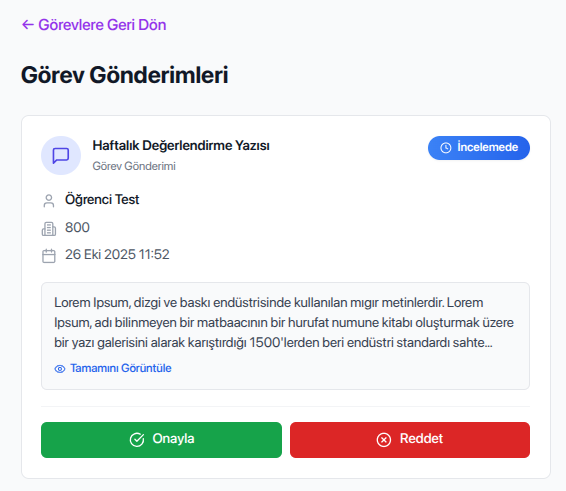 ← Görevlere Geri Dön
Görev Gönderimleri
Haftalık Değerlendirme Yazısı
İncelemede
Görev Gönderimi
Öğrenci Test
800
26 Eki 2025 11:52
Lorem Ipsum, dizgi ve baskı endüstrisinde kullanılan mıgır metinlerdir. Lorem
Ipsum, adı bilinmeyen bir matbaacının bir hurufat numune kitabı oluşturmak üzere
bir yazı galerisini alarak karıştırdığı 1500'lerden beri endüstri standardı sahte...
Tamamını Görüntüle
Onayla
Reddet